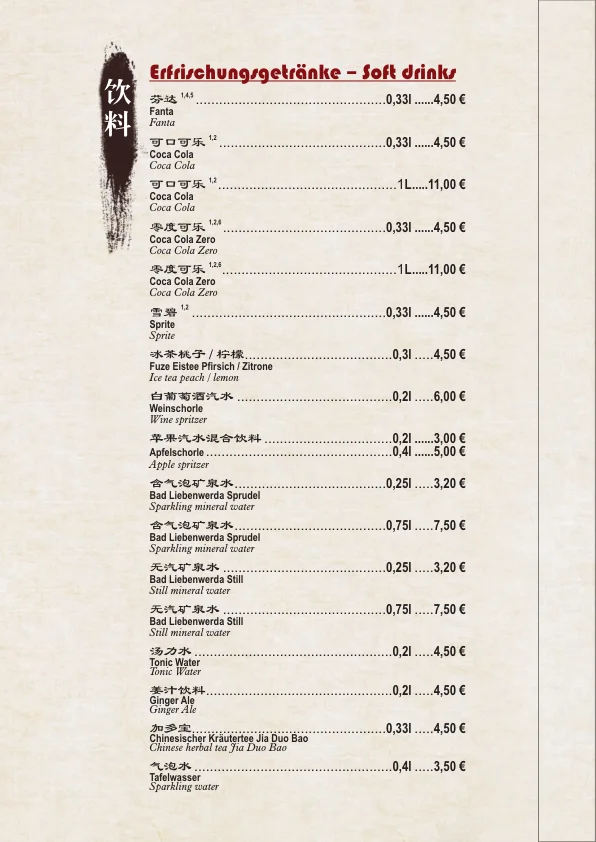 饮料
Erfrischungsgetränke – Soft drinks
芬达 1,4,5 ..................................................0,33l ......4,50 €
Fanta
Fanta
可口可乐 1,2 ............................................0,33l ......4,50 €
Coca Cola
Coca Cola
可口可乐 1,2 ...............................................1L.....11,00 €
Coca Cola
Coca Cola
零度可乐 1,2,6 ...........................................0,33l ......4,50 €
Coca Cola Zero
Coca Cola Zero
零度可乐 1,2,6 ..............................................1L.....11,00 €
Coca Cola Zero
Coca Cola Zero
雪碧 1,2 ...................................................0,33l ......4,50 €
Sprite
Sprite
冰茶桃子 / 柠檬.......................................0,3l .....4,50 €
Fuze Eistee Pfirsich / Zitrone
Ice tea peach / lemon
白葡萄酒汽水 .........................................0,2l .....6,00 €
Weinschorle
Wine spritzer
苹果汽水混合饮料 ..................................0,2l ......3,00 €
Apfelschorle .................................................0,4l ......5,00 €
Apple spritzer
含气泡矿泉水........................................0,25l .....3,20 €
Bad Liebenwerda Sprudel
Sparkling mineral water
含气泡矿泉水........................................0,75l .....7,50 €
Bad Liebenwerda Sprudel
Sparkling mineral water
无汽矿泉水 ...........................................0,25l .....3,20 €
Bad Liebenwerda Still
Still mineral water
无汽矿泉水 ...........................................0,75l .....7,50 €
Bad Liebenwerda Still
Still mineral water
汤力水 ....................................................0,2l .....4,50 €
Tonic Water
Tonic Water
姜汁饮料.................................................0,2l .....4,50 €
Ginger Ale
Ginger Ale
加多宝...................................................0,33l .....4,50 €
Chinesischer Kräutertee Jia Duo Bao
Chinese herbal tea Jia Duo Bao
气泡水 ....................................................0,4l .....3,50 €
Tafelwasser
Sparkling water